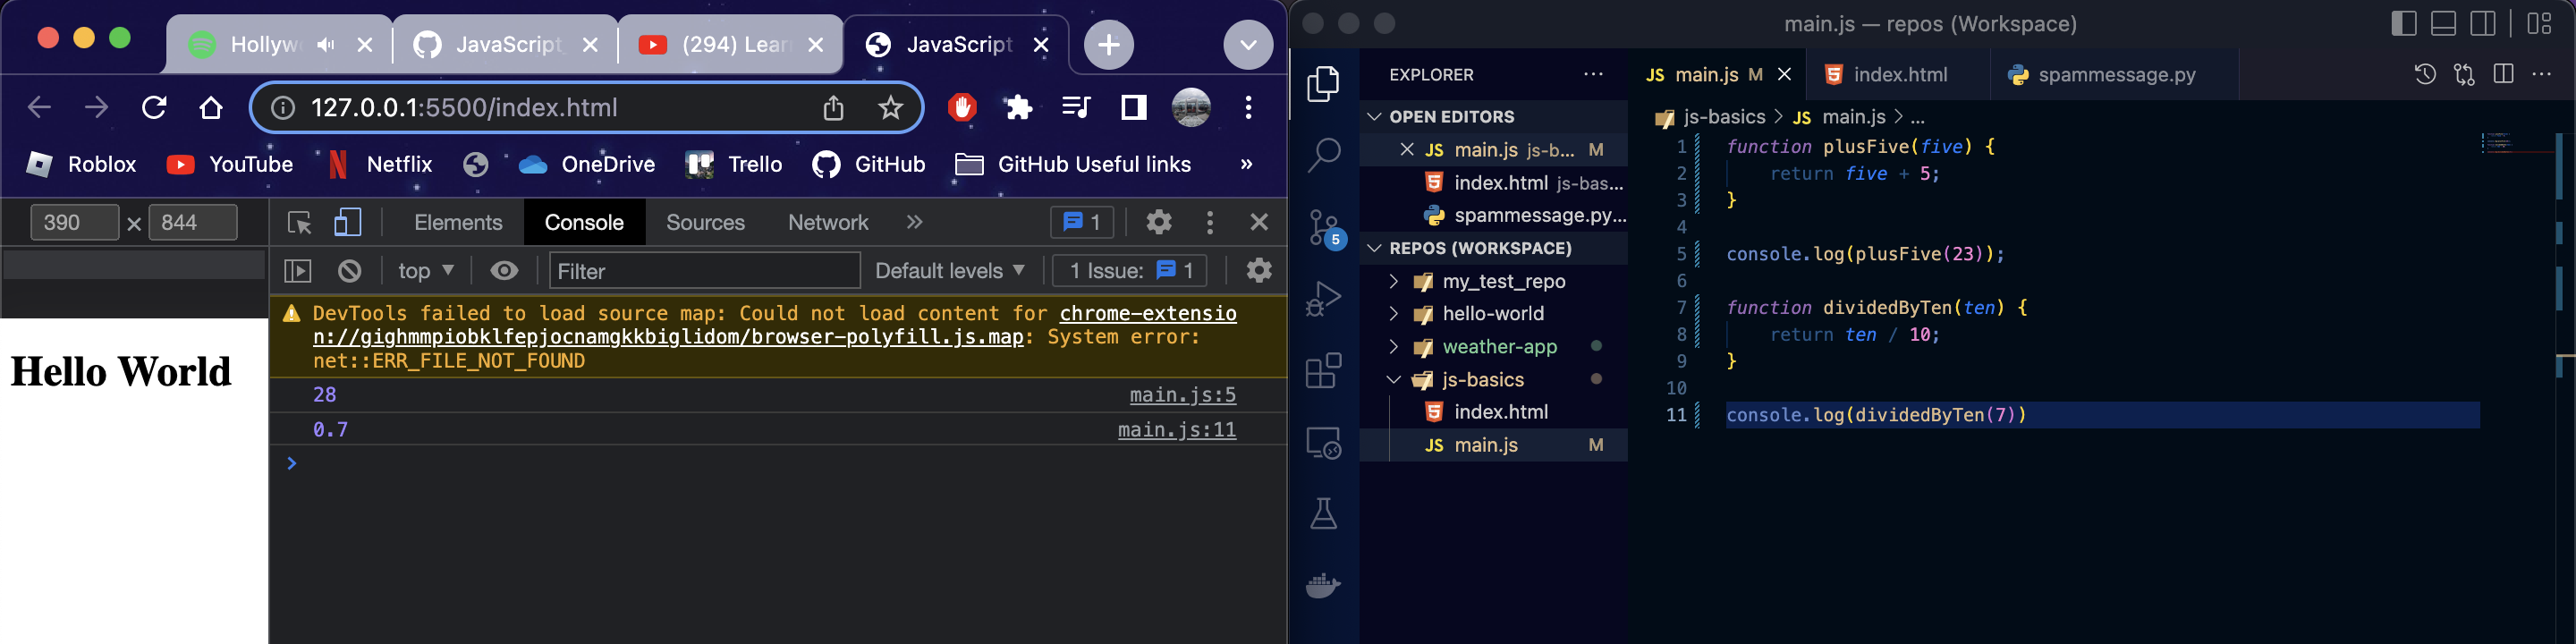 Hollyw
JavaScript_
(294) Lear
JavaScript
127.0.0.1:5500/index.html
Roblox
YouTube
Netflix
OneDrive
Trello
GitHub
GitHub Useful links
»
390 × 844
Elements
Console
Sources
Network
»
1
top
Filter
Default levels
1 Issue: 1
DevTools failed to load source map: Could not load content for chrome-extensio
n://gighmmpiobklfepjocnamgkkbiglidom/browser-polyfill.js.map: System error:
net::ERR_FILE_NOT_FOUND
28 main.js:5
0.7 main.js:11
>
Hello World
main.js — repos (Workspace)
EXPLORER
...
OPEN EDITORS
JS main.js js-b... M
index.html js-bas...
spammessage.py...
5
REPOS (WORKSPACE)
my_test_repo
hello-world
weather-app
js-basics
index.html
JS main.js M
JS main.js M
index.html
spammessage.py
js-basics > JS main.js > ...
1 function plusFive(five) {
2 return five + 5;
3 }
4
5 console.log(plusFive(23));
6
7 function dividedByTen(ten) {
8 return ten / 10;
9 }
10
11 console.log(dividedByTen(7))